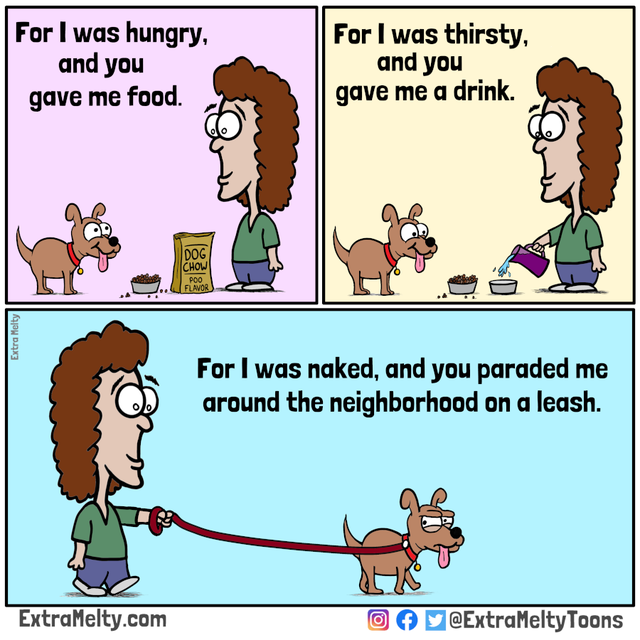 For I was hungry,
and you
gave me food.
DOG
CHOW
POO
FLAVOR
For I was thirsty,
and you
gave me a drink.
Extra Melty
For I was naked, and you paraded me
around the neighborhood on a leash.
ExtraMelty.com
@ExtraMeltyToons